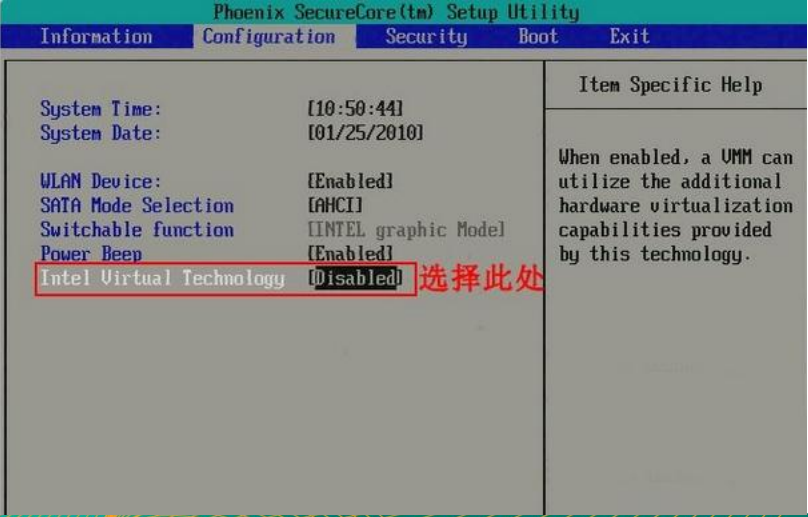 Phoenix SecureCore(tm) Setup Utility
Information Configuration Security Boot Exit
Item Specific Help
System Time: [10:50:44]
System Date: [01/25/2010]
When enabled, a VMM can
WLAN Device: [Enabled]
utilize the additional
SATA Mode Selection [AHCI]
hardware virtualization
Switchable function [INTEL graphic Mode]
capabilities provided
Power Beep [Enabled]
by this technology.
Intel Virtual Technology [Disabled] 选择此处